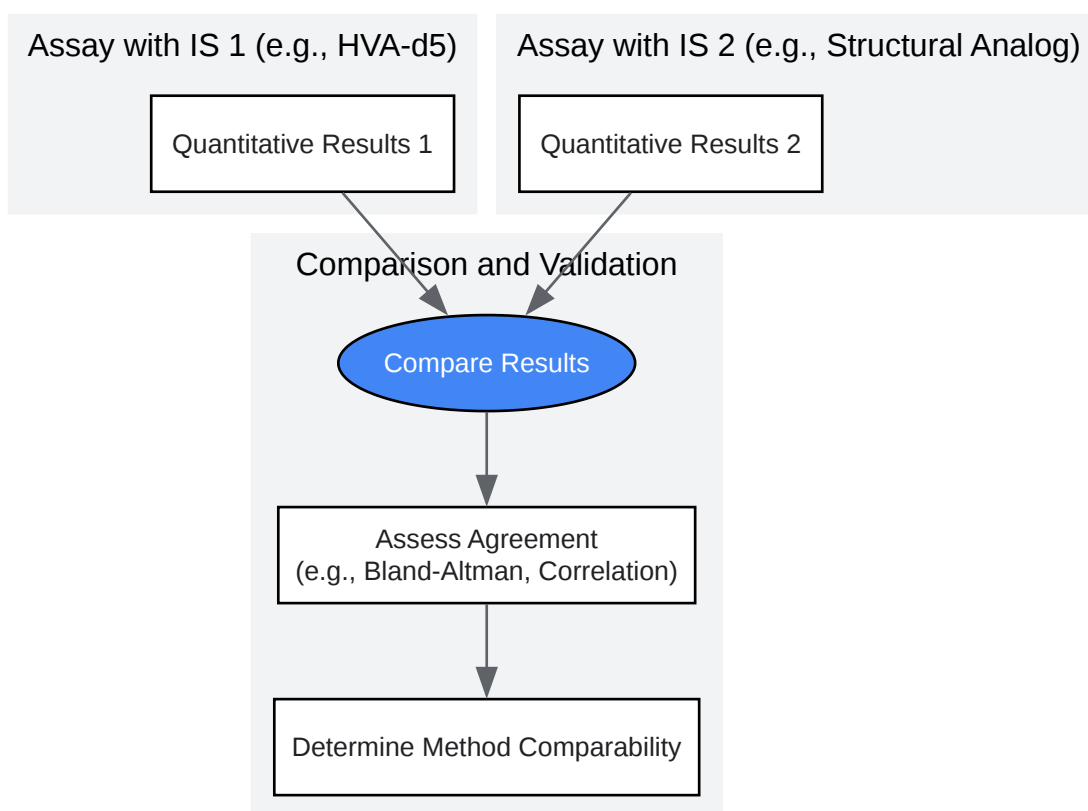 Assay with IS 1 (e.g., HVA-d5)
Assay with IS 2 (e.g., Structural Analog)
Quantitative Results 1
Quantitative Results 2
Comparison and Validation
Compare Results
Assess Agreement
(e.g., Bland-Altman, Correlation)
Determine Method Comparability